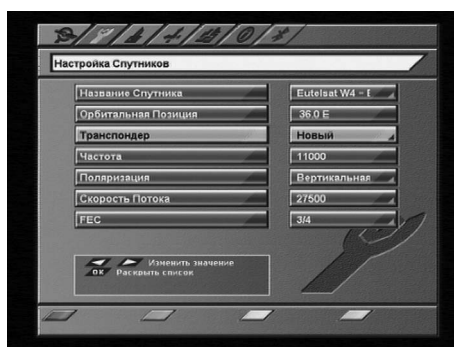 Настройка Спутников
Название Спутника Eutelsat W4 - E
Орбитальная Позиция 36.0 E
Транспондер Новый
Частота 11000
Поляризация Вертикальная
Скорость Потока 27500
FEC 3/4
Изменить значение
OK Раскрыть список